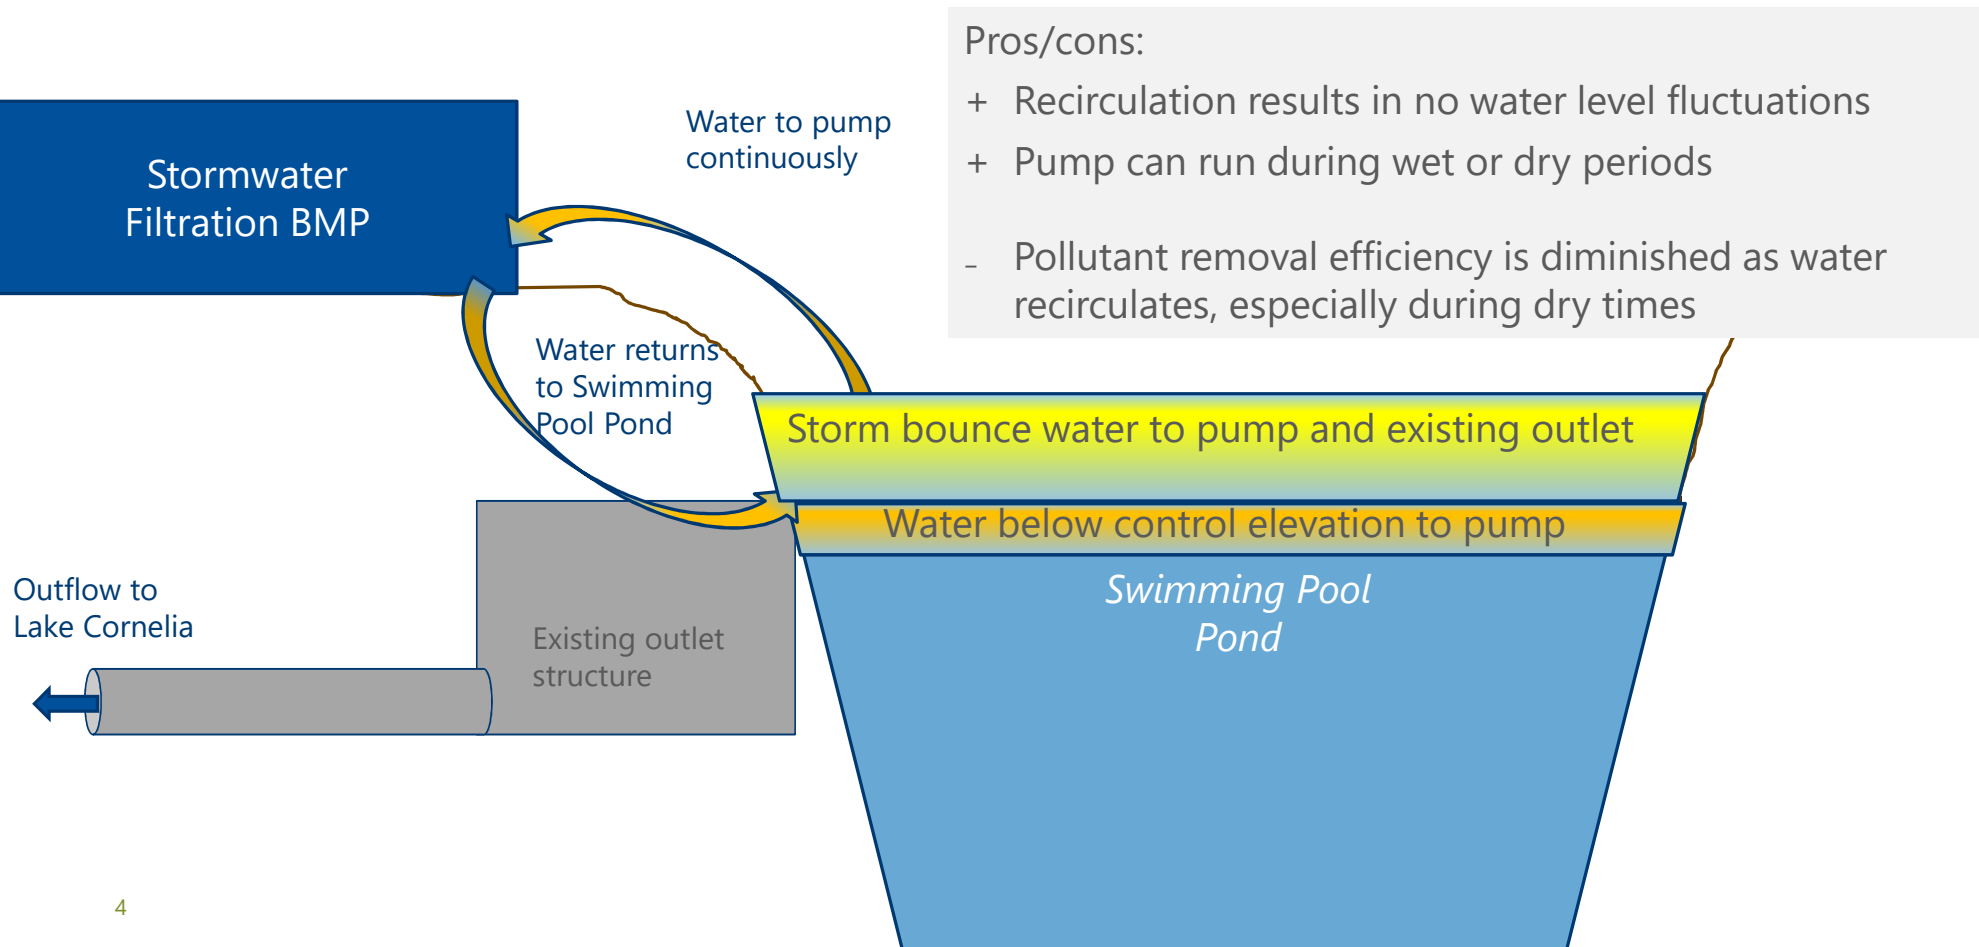 Pros/cons:
+ Recirculation results in no water level fluctuations
+ Pump can run during wet or dry periods
- Pollutant removal efficiency is diminished as water
recirculates, especially during dry times
Water to pump
continuously
Stormwater
Filtration BMP
Water returns
to Swimming
Pool Pond
Storm bounce water to pump and existing outlet
Water below control elevation to pump
Swimming Pool
Pond
Outflow to
Lake Cornelia
Existing outlet
structure
4